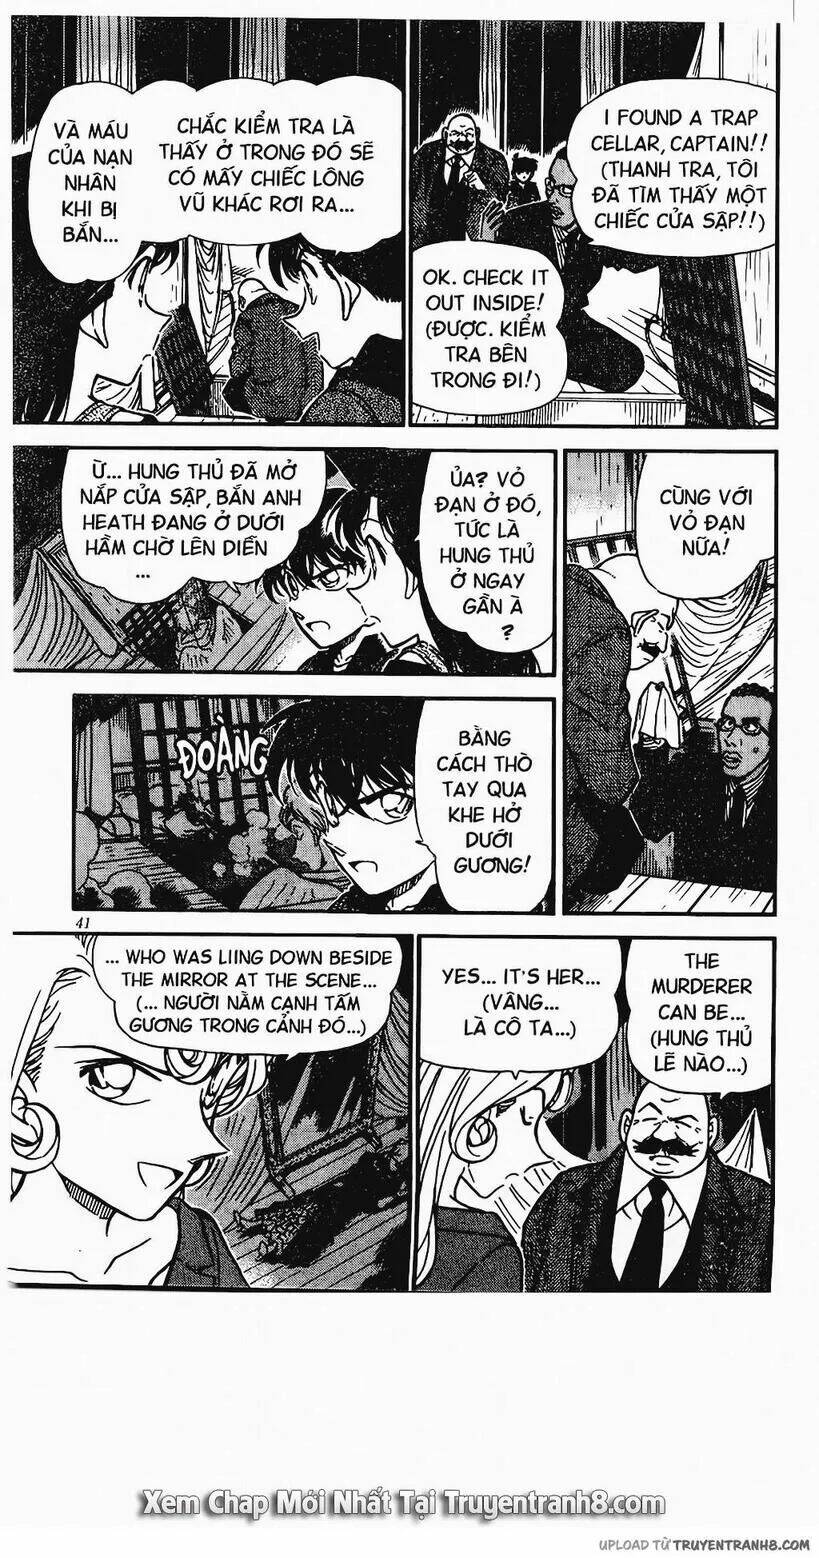 I FOUND A TRAP
CELLAR, CAPTAIN!!
(THANH TRA, TÔI
ĐÃ TÌM THẤY MỘT
CHIẾC CỬA SẬP!!)
OK. CHECK IT
OUT INSIDE!
(ĐƯỢC. KIỂM
TRA BÊN
TRONG ĐI!)
CHẮC KIỂM TRA LÀ
THẤY Ở TRONG ĐÓ SẼ
CÓ MẤY CHIẾC LÔNG
VŨ KHÁC RƠI RA...
VÀ MÁU
CỦA NẠN
NHÂN
KHI BỊ
BẮN...
CÙNG VỚI
VỎ ĐẠN
NỮA!
ỦA? VỎ
ĐẠN Ở ĐÓ,
TỨC LÀ
HUNG THỦ
Ở NGAY
GẦN À
?
Ừ... HUNG THỦ ĐÃ MỞ
NẮP CỬA SẬP, BẮN ANH
HEATH ĐANG Ở DƯỚI
HẦM CHỜ LÊN DIỄN
...
BẰNG
CÁCH THÒ
TAY QUA
KHE HỞ
DƯỚI
GƯƠNG!
ĐOÀNG
41
THE
MURDERER
CAN BE...
(HUNG THỦ
LẼ NÀO...)
YES... IT'S HER...
(VÂNG...
LÀ CÔ TA...)
... WHO WAS LIING DOWN BESIDE
THE MIRROR AT THE SCENE...
(... NGƯỜI NẰM CẠNH TẤM
GƯƠNG TRONG CẢNH ĐÓ...)
Xem Chap Mới Nhất Tại Truyentranh8.com
UPLOAD TỪ TRUYENTRANH8.COM